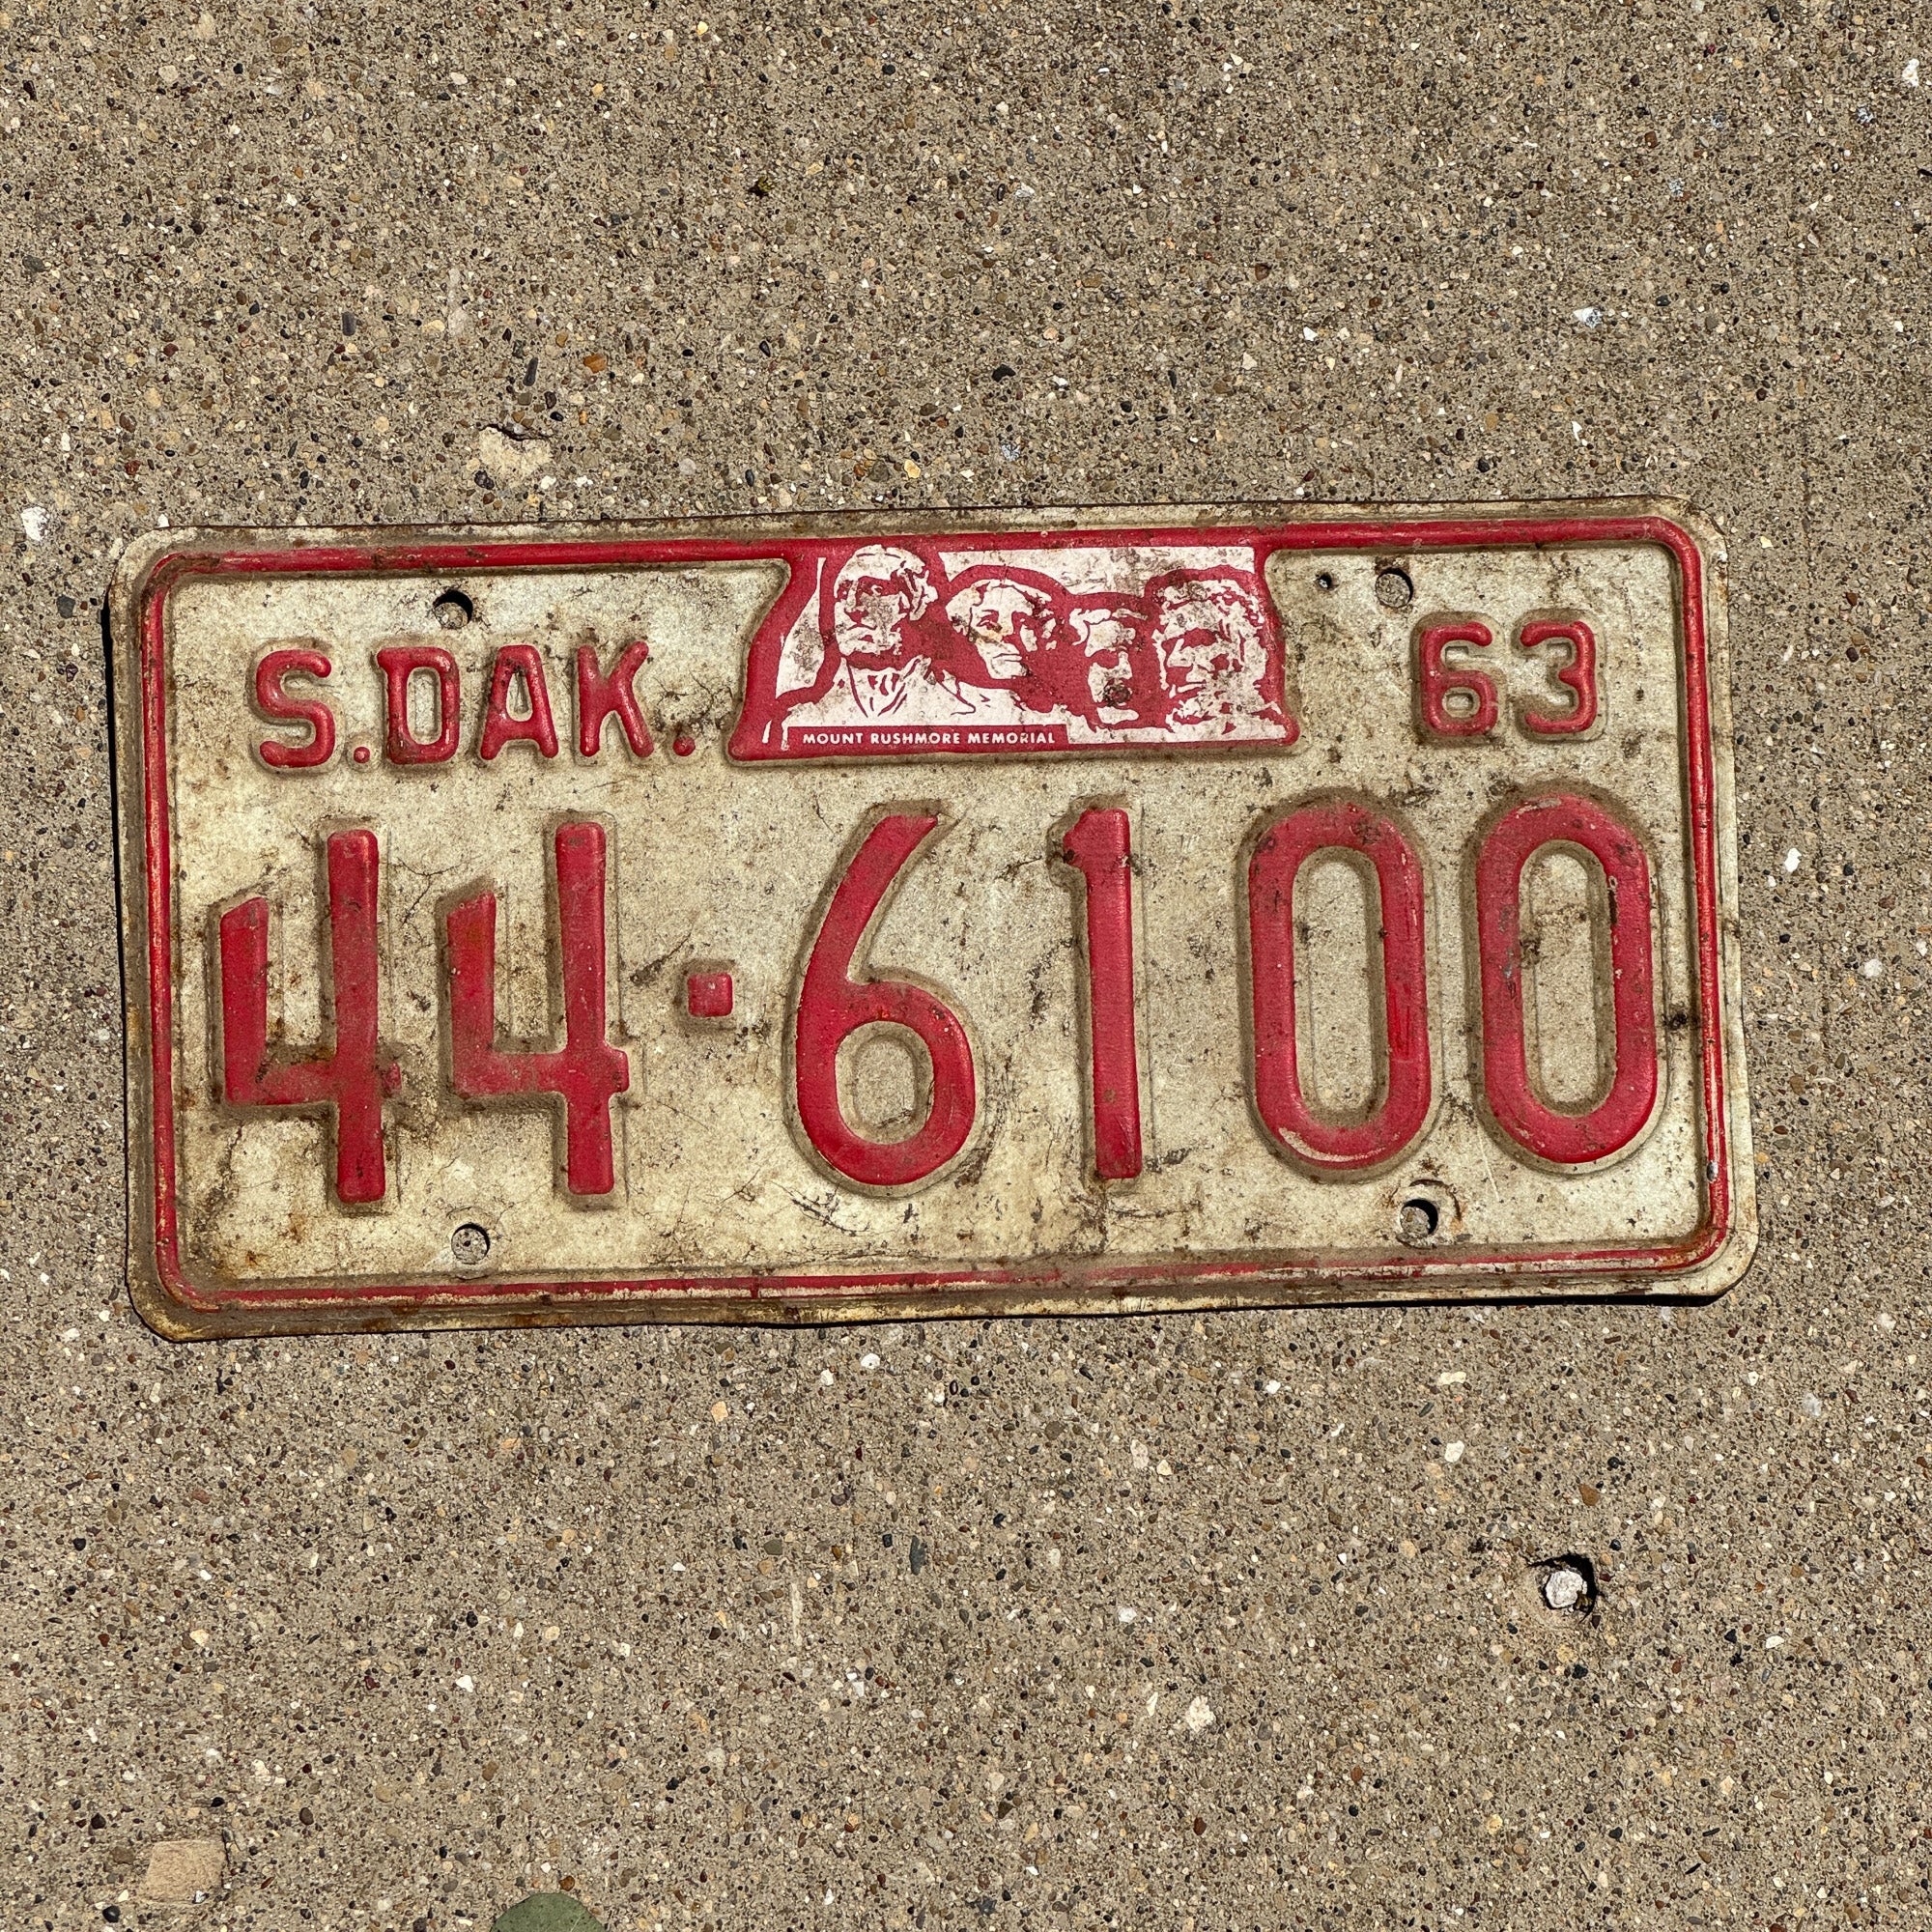 S.DAK. 63
MOUNT RUSHMORE MEMORIAL
44·6100